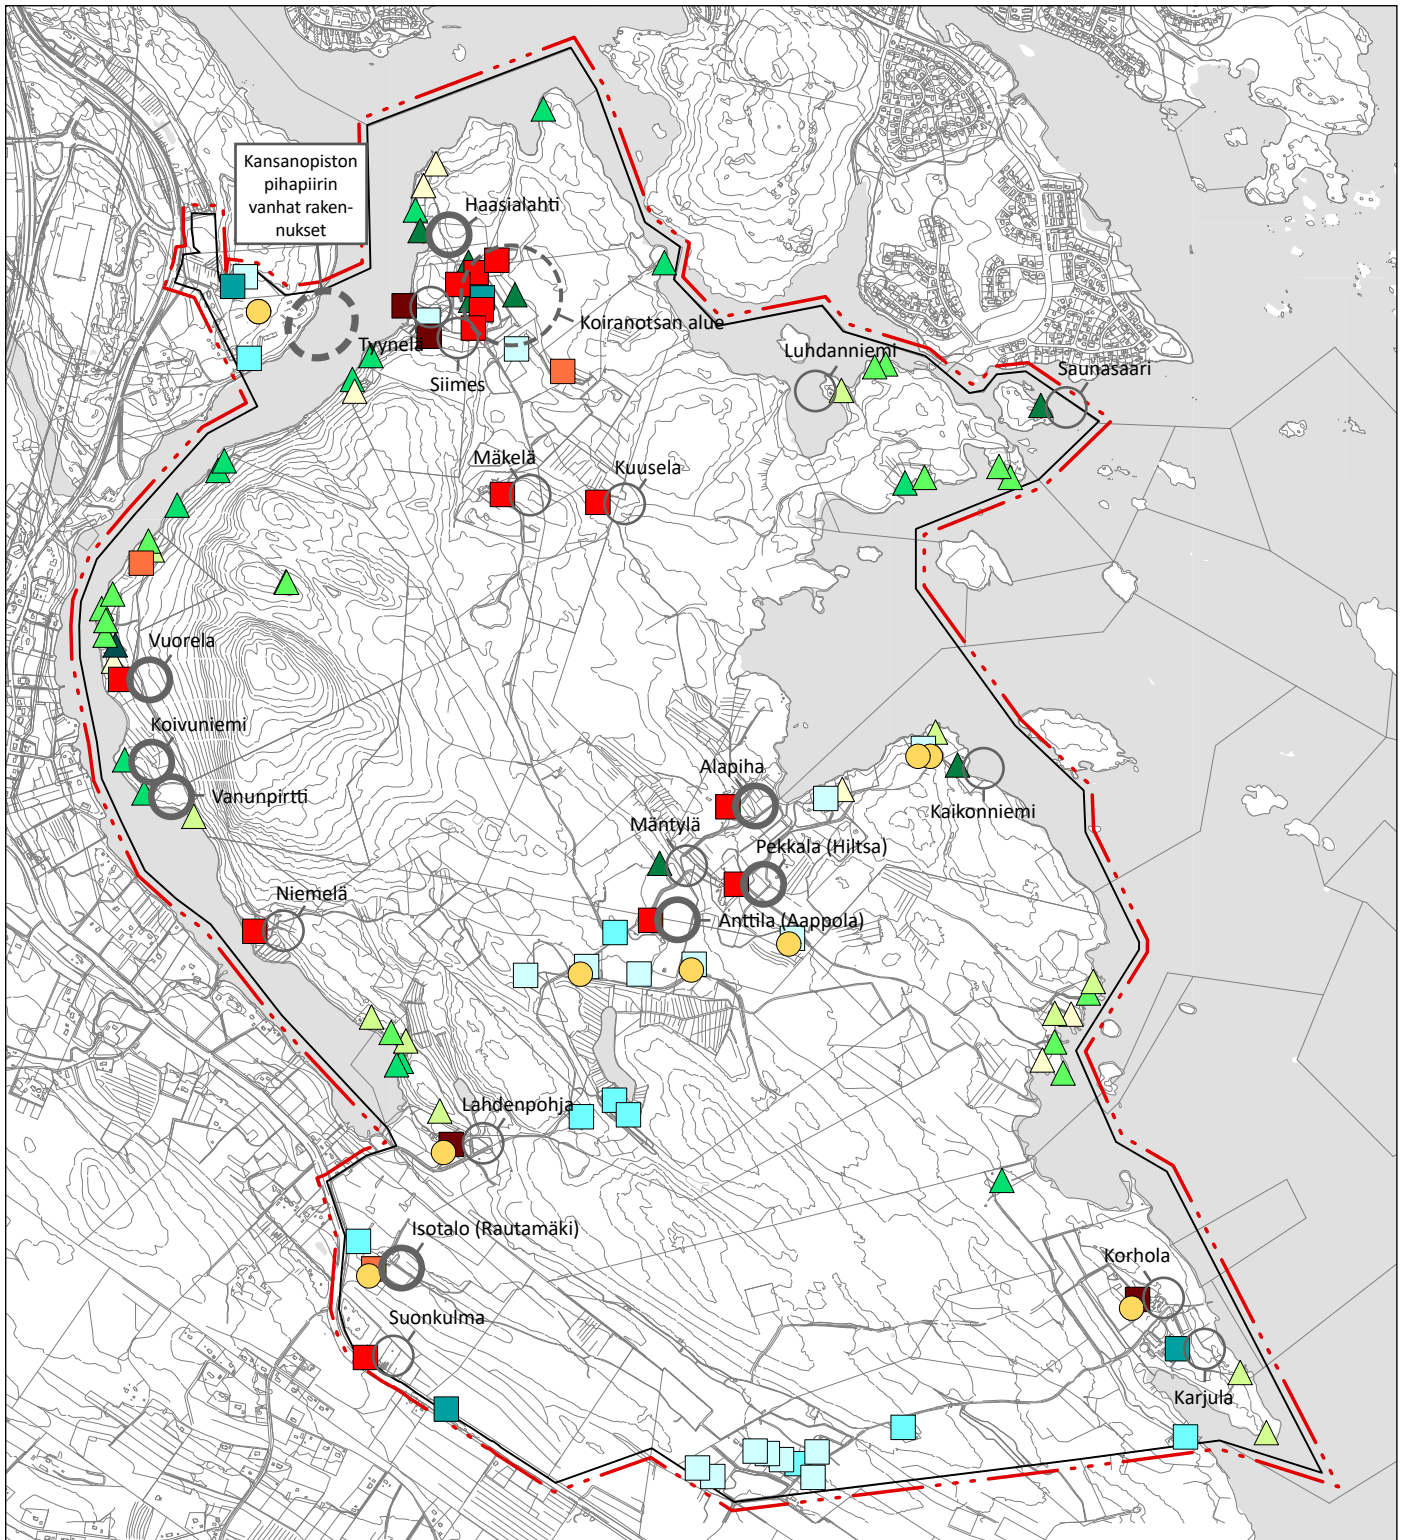 Kansanopiston
pihapiirin
vanhat raken-
nukset
Haasialahti
Koiranotsan alue
Tyynelä
Siimes
Luhdanniemi
Saunasaari
Mäkelä
Kuusela
Vuorela
Koivuniemi
Vanunpirtti
Alapiha
Kaikonniemi
Mäntylä
Pekkala (Hiltsa)
Niemelä
Anttila (Aappola)
Lahdenpohja
Isotalo (Rautamäki)
Korhola
Suonkulma
Karjula